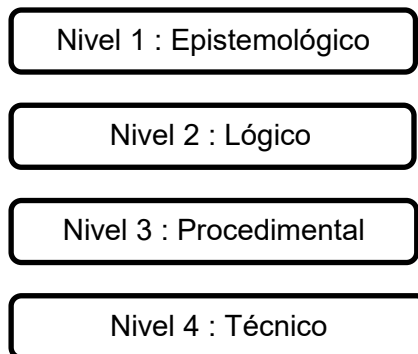 Nivel 1 : Epistemológico
Nivel 2 : Lógico
Nivel 3 : Procedimental
Nivel 4 : Técnico